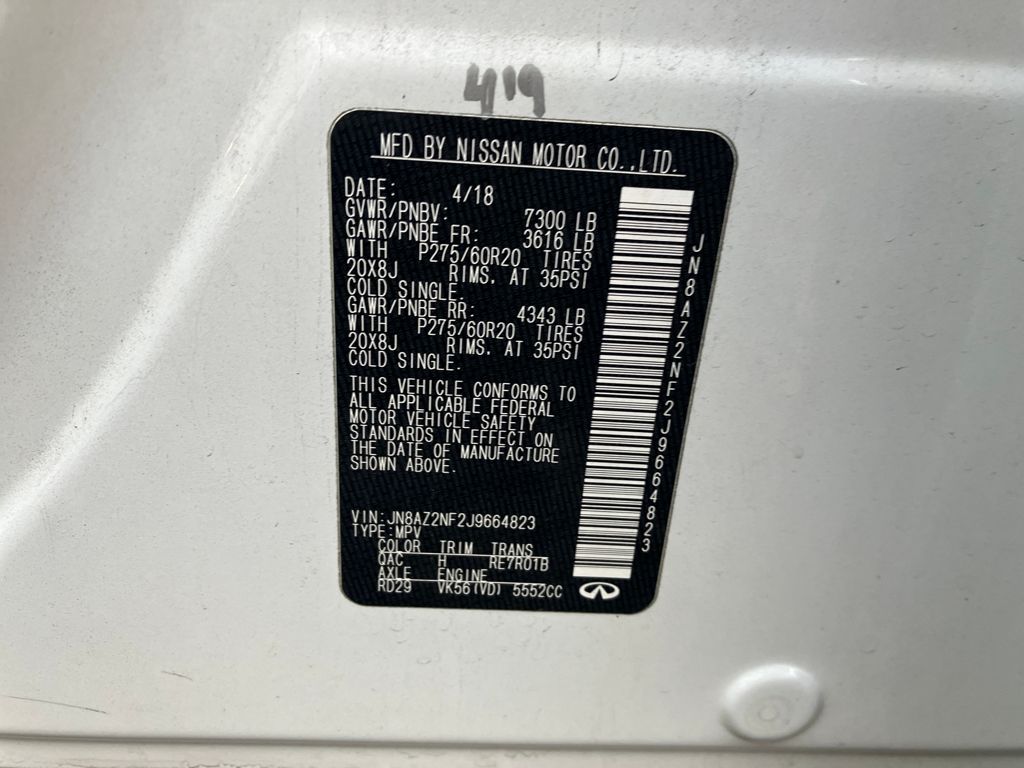 419
MFD BY NISSAN MOTOR CO.,LTD.
DATE: 4/18
GVWR/PNBV: 7300 LB
GAWR/PNBE FR: 3616 LB
WITH P275/60R20 TIRES
20X8J RIMS. AT 35PSI
COLD SINGLE.
GAWR/PNBE RR: 4343 LB
WITH P275/60R20 TIRES
20X8J RIMS. AT 35PSI
COLD SINGLE.
THIS VEHICLE CONFORMS TO
ALL APPLICABLE FEDERAL
MOTOR VEHICLE SAFETY
STANDARDS IN EFFECT ON
THE DATE OF MANUFACTURE
SHOWN ABOVE.
VIN:JN8AZ2NF2J9664823
TYPE:MPV
COLOR TRIM TRANS
QAC H RE7R01B
AXLE ENGINE
RD29 VK56(VD) 5552CC
JN8AZ2NF2J9664823